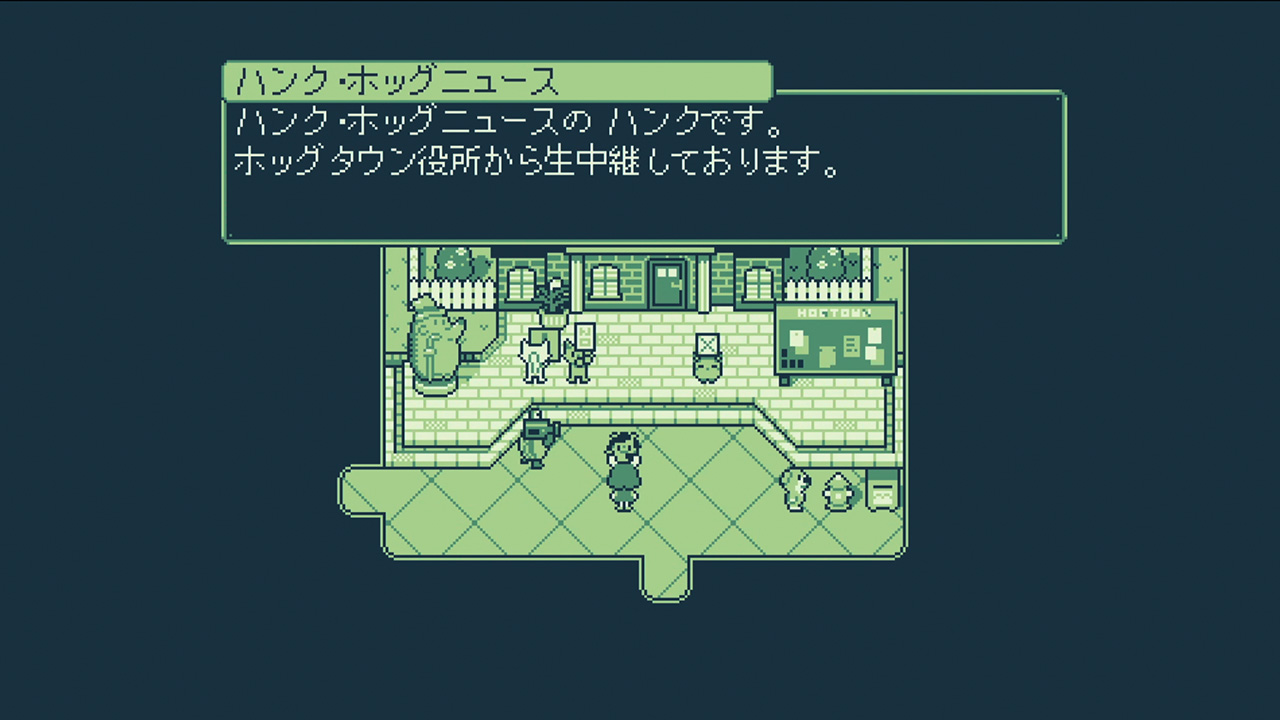 ハンク・ホッグニュース
ハンク・ホッグニュースの ハンクです。
ホッグタウン役所から生中継しております。
HOGTOWN